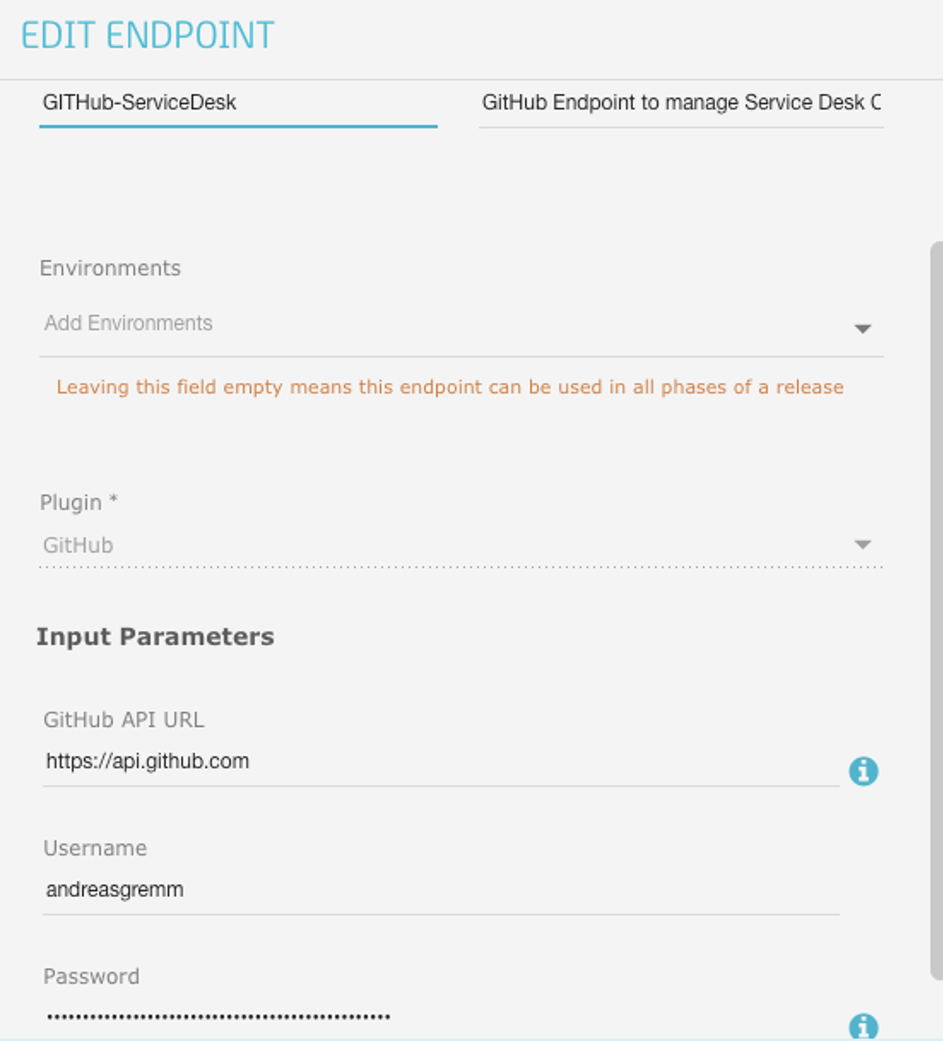 EDIT ENDPOINT
GITHub-ServiceDesk
GitHub Endpoint to manage Service Desk C
Environments
Add Environments
Leaving this field empty means this endpoint can be used in all phases of a release
Plugin *
GitHub
Input Parameters
GitHub API URL
https://api.github.com
Username
andreasgremm
Password